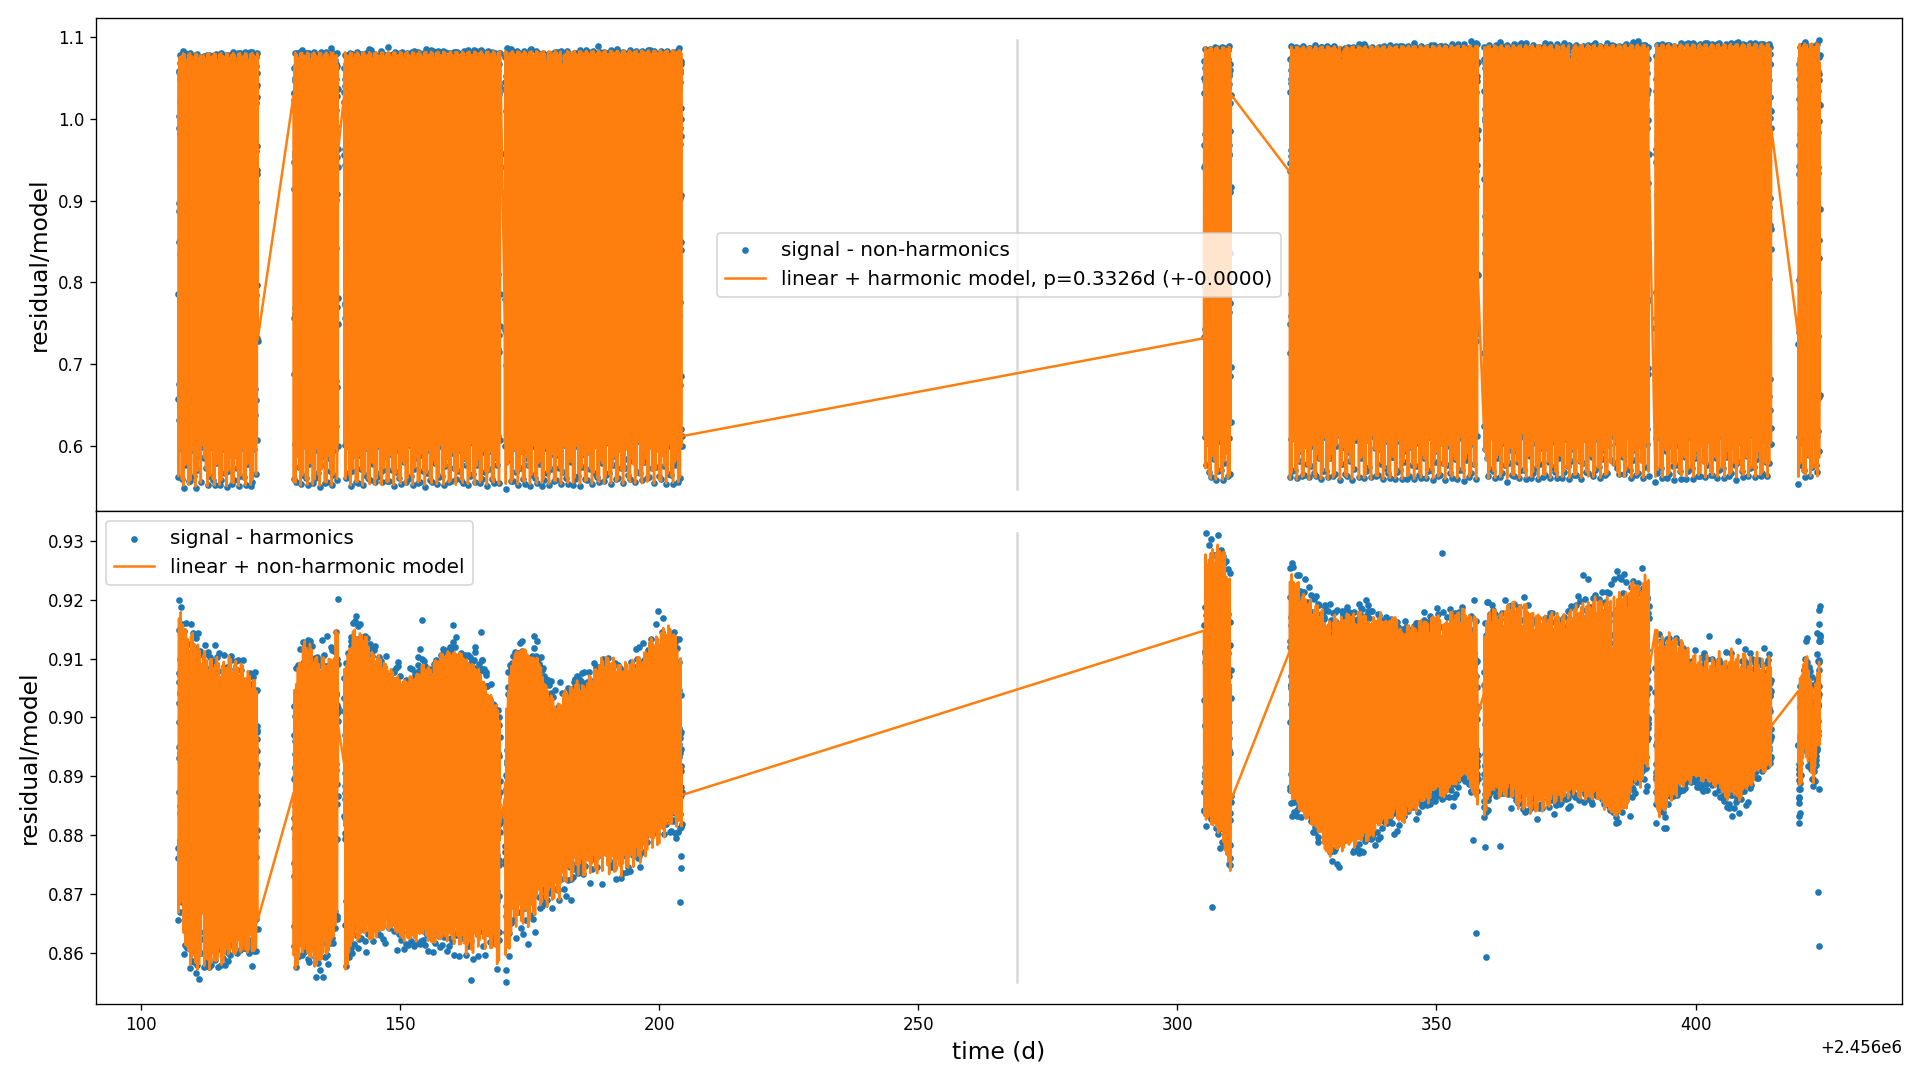 1.1
1.0
0.9
0.8
0.7
0.6
residual/model
signal - non-harmonics
linear + harmonic model, p=0.3326d (+-0.0000)
signal - harmonics
linear + non-harmonic model
0.93
0.92
0.91
0.90
0.89
0.88
0.87
0.86
residual/model
100 150 200 250 300 350 400
time (d)
+2.456e6